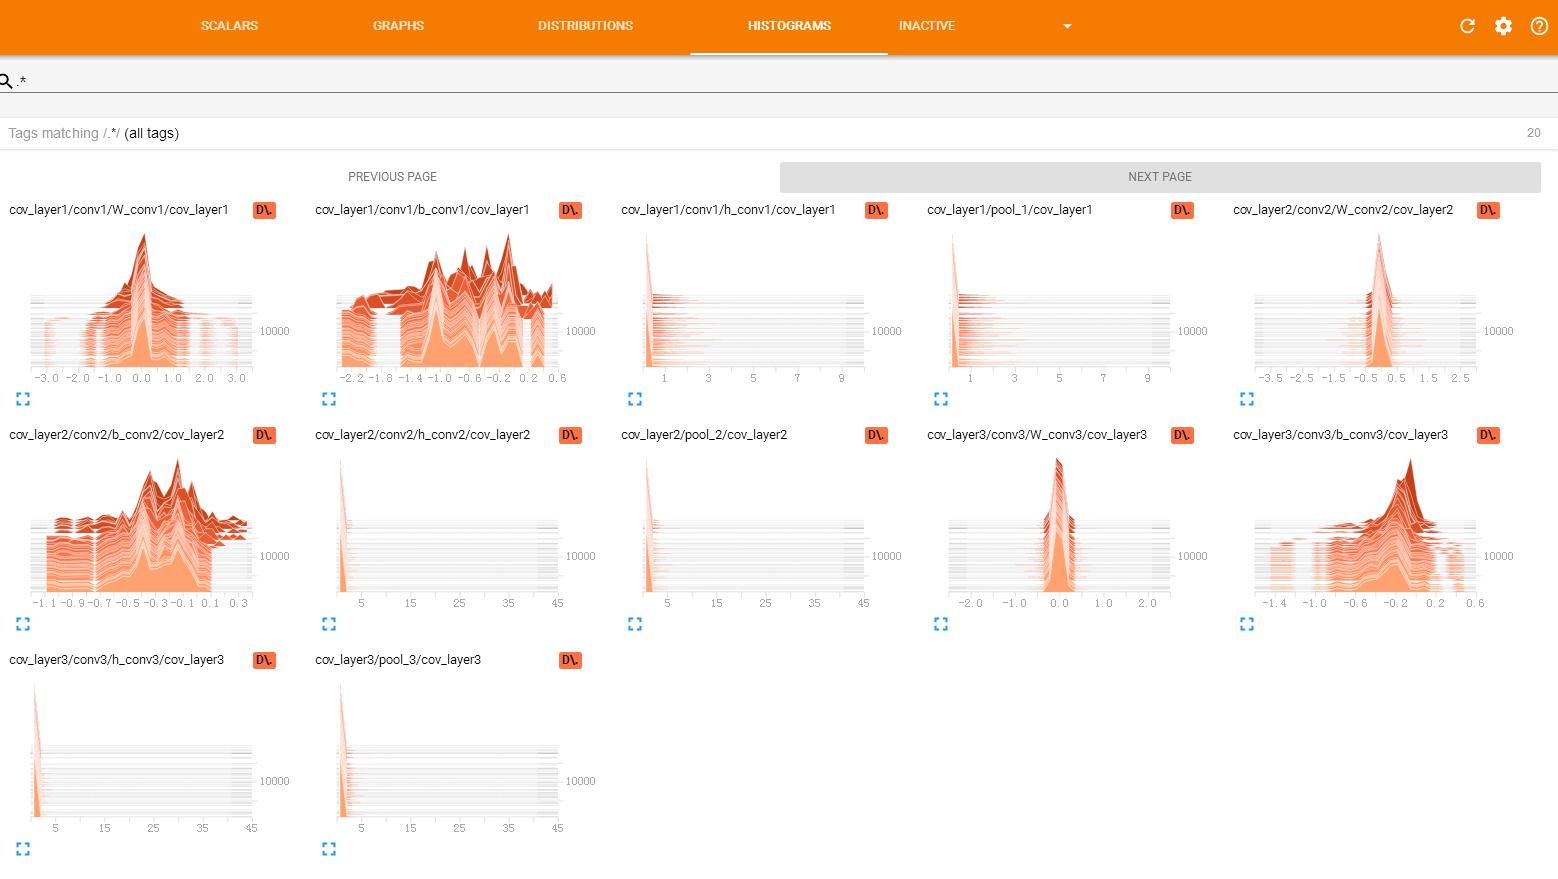 SCALARS GRAPHS DISTRIBUTIONS HISTOGRAMS INACTIVE
.*
Tags matching /.*/ (all tags) 20
PREVIOUS PAGE NEXT PAGE
cov_layer1/conv1/W_conv1/cov_layer1 D\. cov_layer1/conv1/b_conv1/cov_layer1 D\. cov_layer1/conv1/h_conv1/cov_layer1 D\. cov_layer1/pool_1/cov_layer1 D\. cov_layer2/conv2/W_conv2/cov_layer2 D\.
10000 10000 10000 10000 10000
-3.0 -2.0 -1.0 0.0 1.0 2.0 3.0 -2.2 -1.8 -1.4 -1.0 -0.6 -0.2 0.2 0.6 1 3 5 7 9 1 3 5 7 9 -3.5 -2.5 -1.5 -0.5 0.5 1.5 2.5
cov_layer2/conv2/b_conv2/cov_layer2 D\. cov_layer2/conv2/h_conv2/cov_layer2 D\. cov_layer2/pool_2/cov_layer2 D\. cov_layer3/conv3/W_conv3/cov_layer3 D\. cov_layer3/conv3/b_conv3/cov_layer3 D\.
10000 10000 10000 10000 10000
-1.1 -0.9 -0.7 -0.5 -0.3 -0.1 0.1 0.3 5 15 25 35 45 5 15 25 35 45 -2.0 -1.0 0.0 1.0 2.0 -1.4 -1.0 -0.6 -0.2 0.2 0.6
cov_layer3/conv3/h_conv3/cov_layer3 D\. cov_layer3/pool_3/cov_layer3 D\.
10000 10000
5 15 25 35 45 5 15 25 35 45